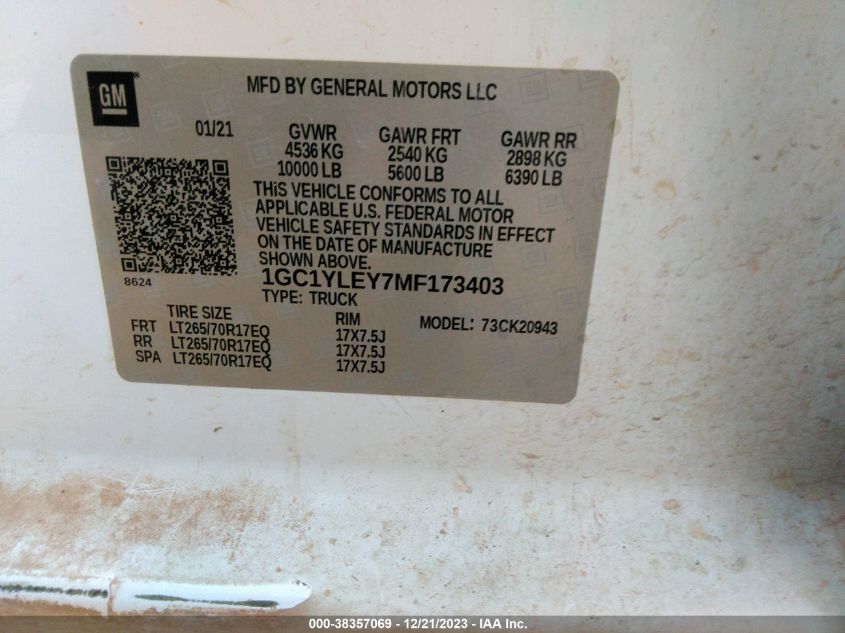 GM
MFD BY GENERAL MOTORS LLC
01/21 GVWR GAWR FRT GAWR RR
4536 KG 2540 KG 2898 KG
10000 LB 5600 LB 6390 LB
THIS VEHICLE CONFORMS TO ALL
APPLICABLE U.S. FEDERAL MOTOR
VEHICLE SAFETY STANDARDS IN EFFECT
ON THE DATE OF MANUFACTURE
SHOWN ABOVE.
8624
1GC1YLEY7MF173403
TYPE: TRUCK
TIRE SIZE RIM MODEL: 73CK20943
FRT LT265/70R17EQ 17X7.5J
RR LT265/70R17EQ 17X7.5J
SPA LT265/70R17EQ 17X7.5J
000-38357069 - 12/21/2023 - IAA Inc.